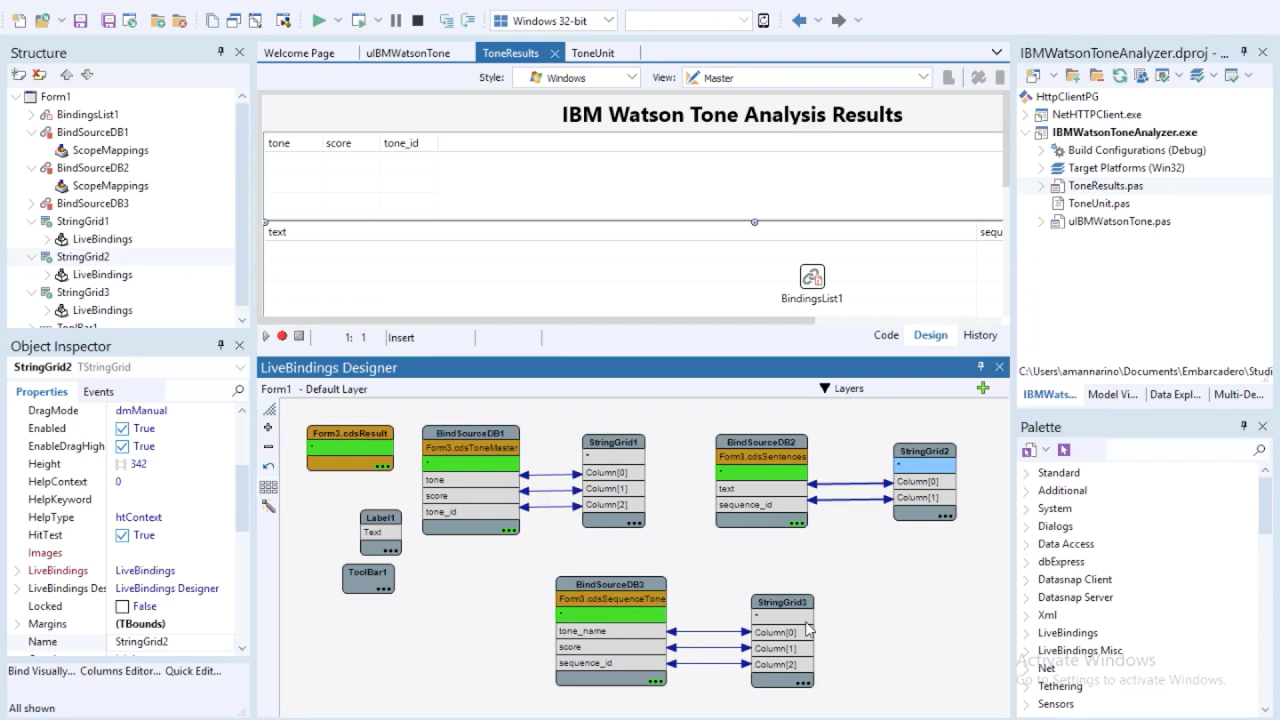 Windows 32-bit
Structure
Form1
BindingsList1
BindSourceDB1
ScopeMappings
BindSourceDB2
ScopeMappings
BindSourceDB3
StringGrid1
LiveBindings
StringGrid2
LiveBindings
StringGrid3
LiveBindings
ToolBar1
Object Inspector
StringGrid2 TStringGrid
Properties Events
DragMode dmManual
Enabled True
EnableDragHigh True
Height 342
HelpContext 0
HelpKeyword
HelpType htContext
HitTest True
Images
LiveBindings LiveBindings
LiveBindings Des LiveBindings Designer
Locked False
Margins (TBounds)
Name StringGrid2
Bind Visually... Columns Editor... Quick Edit...
All shown
Welcome Page uIBMWatsonTone ToneResults ToneUnit
Style: Windows View: Master
IBM Watson Tone Analysis Results
tone score tone_id
text sequ
BindingsList1
1: 1 Insert Code Design History
LiveBindings Designer
Form1 - Default Layer Layers
Form3.cdsResult
*
Label1
Text
ToolBar1
BindSourceDB1
Form3.cdsToneMaster
*
tone
score
tone_id
StringGrid1
*
Column[0]
Column[1]
Column[2]
BindSourceDB2
Form3.cdsSentences
*
text
sequence_id
StringGrid2
*
Column[0]
Column[1]
BindSourceDB3
Form3.cdsSequenceTone
*
tone_name
score
sequence_id
StringGrid3
*
Column[0]
Column[1]
Column[2]
IBMWatsonToneAnalyzer.dproj - ...
HttpClientPG
NetHTTPClient.exe
IBMWatsonToneAnalyzer.exe
Build Configurations (Debug)
Target Platforms (Win32)
ToneResults.pas
ToneUnit.pas
uIBMWatsonTone.pas
C:\Users\amannarino\Documents\Embarcadero\Studi
IBMWats... Model Vi... Data Expl... Multi-De...
Palette
Standard
Additional
System
Dialogs
Data Access
dbExpress
Datasnap Client
Datasnap Server
Xml
LiveBindings
LiveBindings Misc
Net
Tethering
Sensors
Activate Windows
Go to Settings to activate Windows.